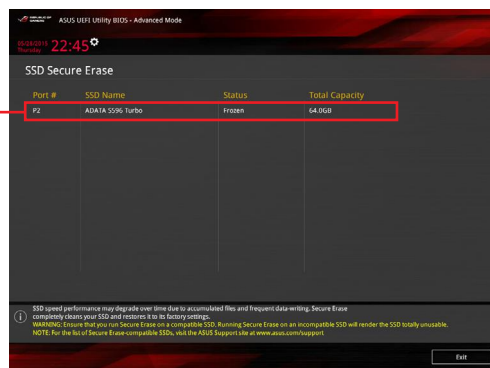 REPUBLIC OF GAMERS ASUS UEFI Utility BIOS - Advanced Mode
Thursday 22:45
SSD Secure Erase
Port # SSD Name Status Total Capacity
P2 ADATA S596 Turbo Frozen 64.0GB
SSD speed performance may degrade over time due to accumulated files and frequent data-writing. Secure Erase
completely cleans your SSD and restores it to its factory settings.
WARNING: Ensure that you run Secure Erase on a compatible SSD. Running Secure Erase on an incompatible SSD will render the SSD totally unusable.
NOTE: For the list of Secure Erase-compatible SSDs, visit the ASUS Support site at www.asus.com/support
Exit